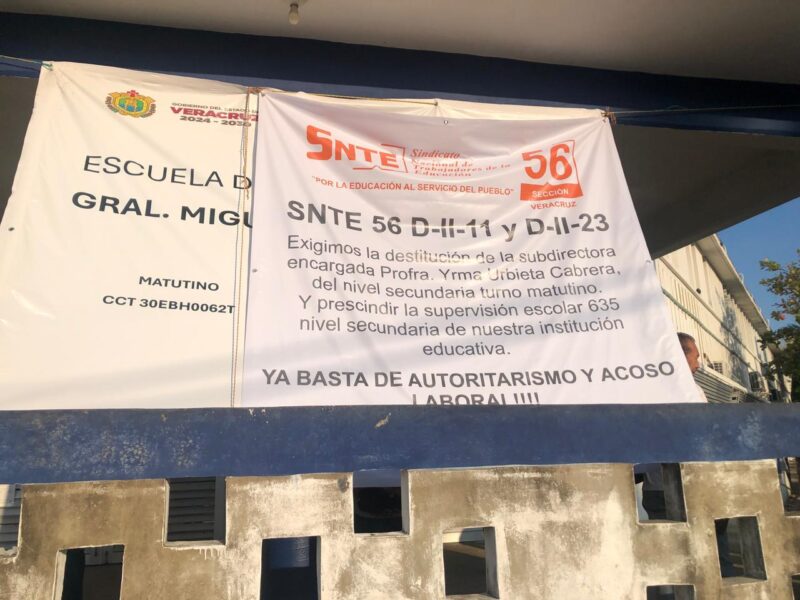 GOBIERNO DEL ESTADO DE
VERACRUZ
2024 - 2030
ESCUELA D
GRAL. MIGU
MATUTINO
CCT 30EBH0062T
SNTE
Sindicato
Nacional de
Trabajadores de la
Educación
"POR LA EDUCACIÓN AL SERVICIO DEL PUEBLO"
56
SECCIÓN
VERACRUZ
SNTE 56 D-II-11 y D-II-23
Exigimos la destitución de la subdirectora
encargada Profra. Yrma Urbieta Cabrera,
del nivel secundaria turno matutino.
Y prescindir la supervisión escolar 635
nivel secundaria de nuestra institución
educativa.
YA BASTA DE AUTORITARISMO Y ACOSO
LABORAL!!!!